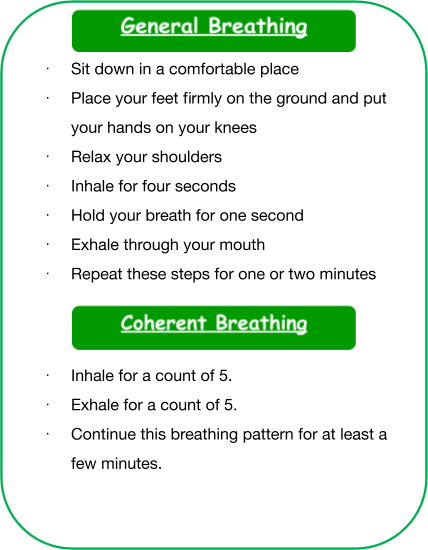 General Breathing
· Sit down in a comfortable place
· Place your feet firmly on the ground and put
your hands on your knees
· Relax your shoulders
· Inhale for four seconds
· Hold your breath for one second
· Exhale through your mouth
· Repeat these steps for one or two minutes
Coherent Breathing
· Inhale for a count of 5.
· Exhale for a count of 5.
· Continue this breathing pattern for at least a
few minutes.